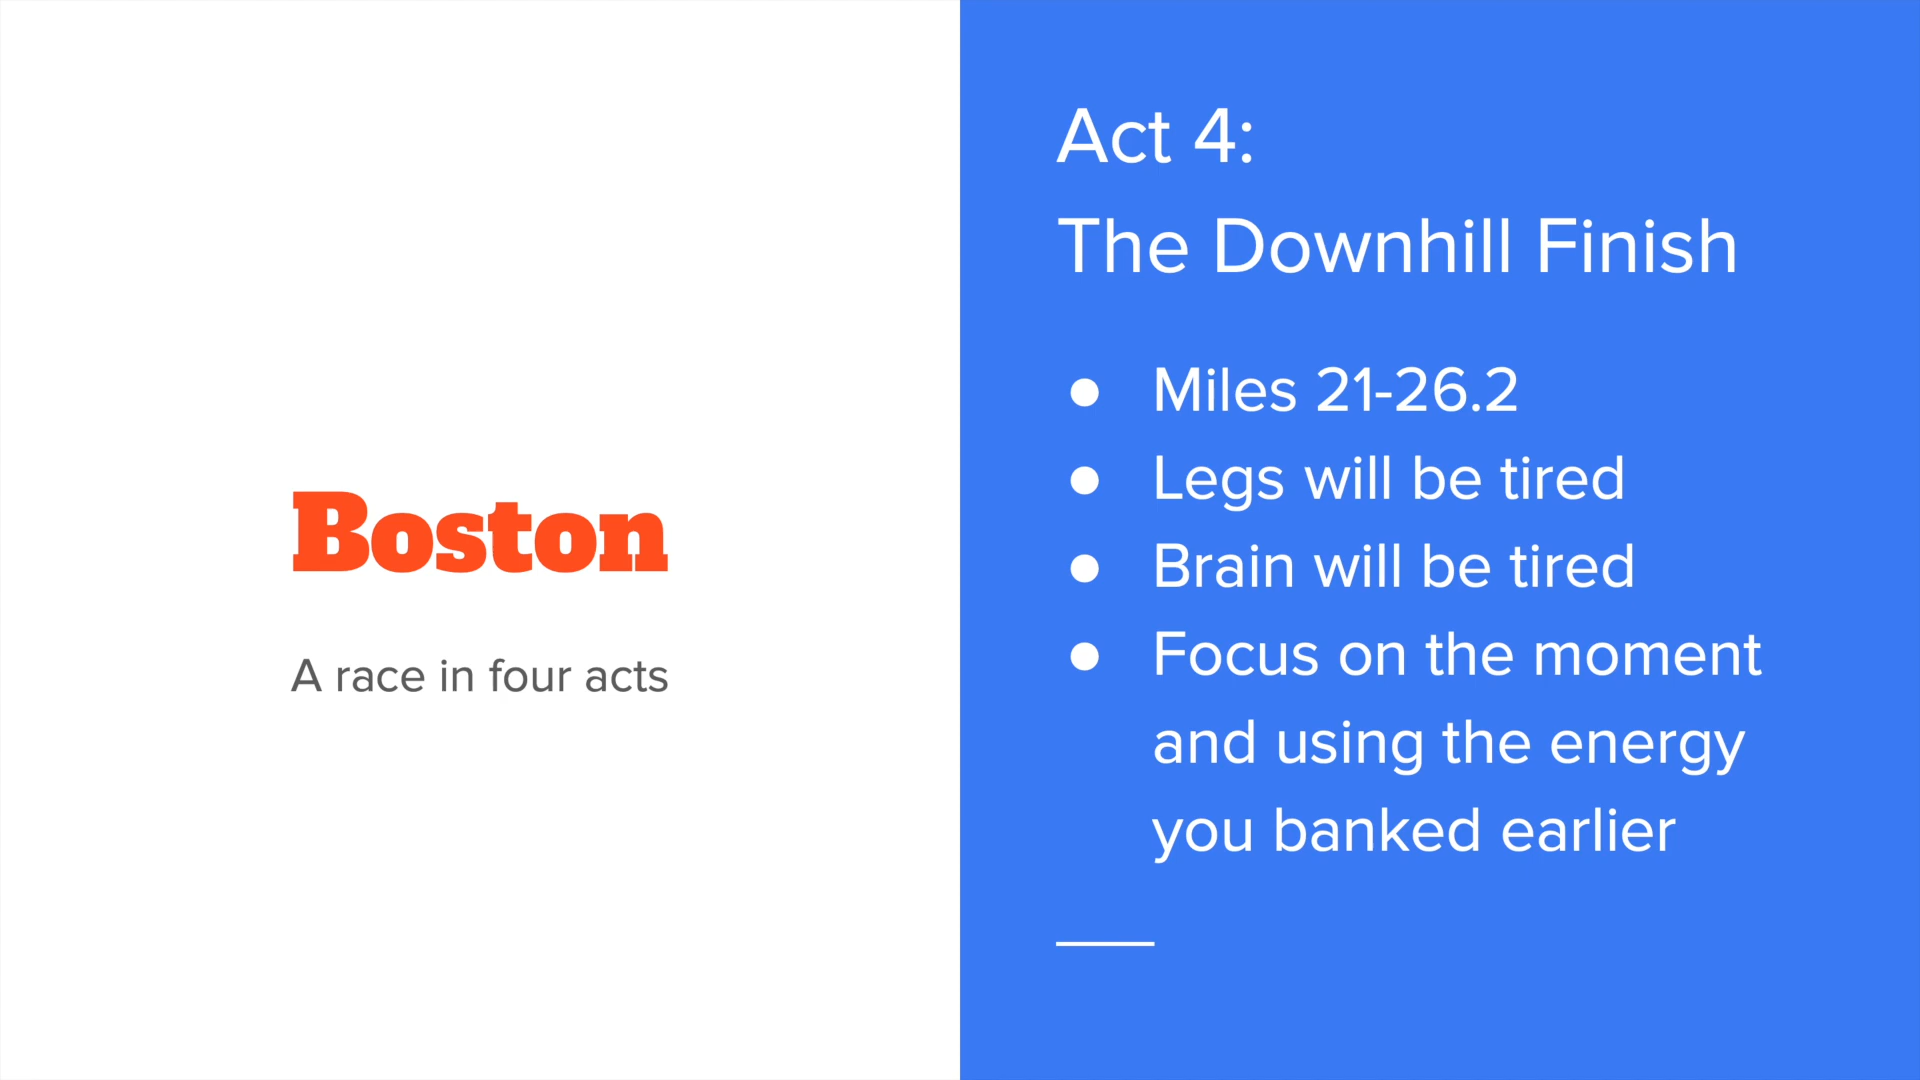 Boston
A race in four acts
Act 4:
The Downhill Finish
● Miles 21-26.2
● Legs will be tired
● Brain will be tired
● Focus on the moment
and using the energy
you banked earlier